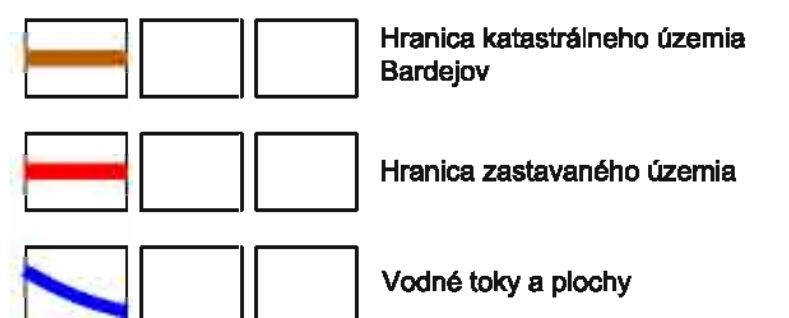 Hranica katastrálneho územia
Bardejov
Hranica zastavaného územia
Vodné toky a plochy